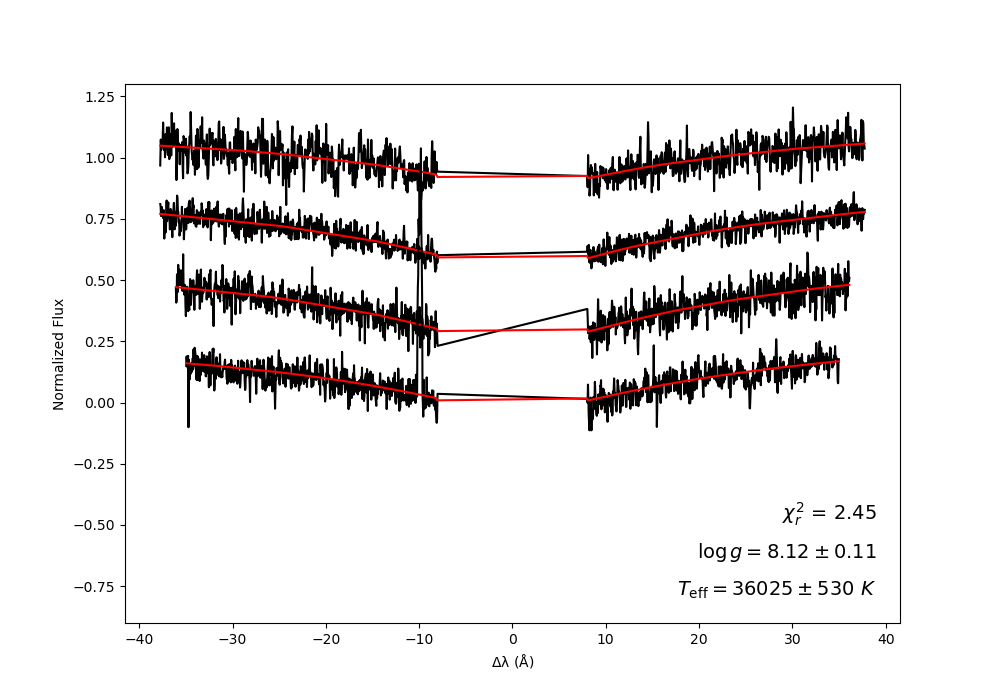 1.25
1.00
0.75
0.50
0.25
0.00
−0.25
−0.50
−0.75
Normalized Flux
χ²ᵣ = 2.45
log g = 8.12 ± 0.11
T_eff = 36025 ± 530 K
−40 −30 −20 −10 0 10 20 30 40
Δλ (Å)